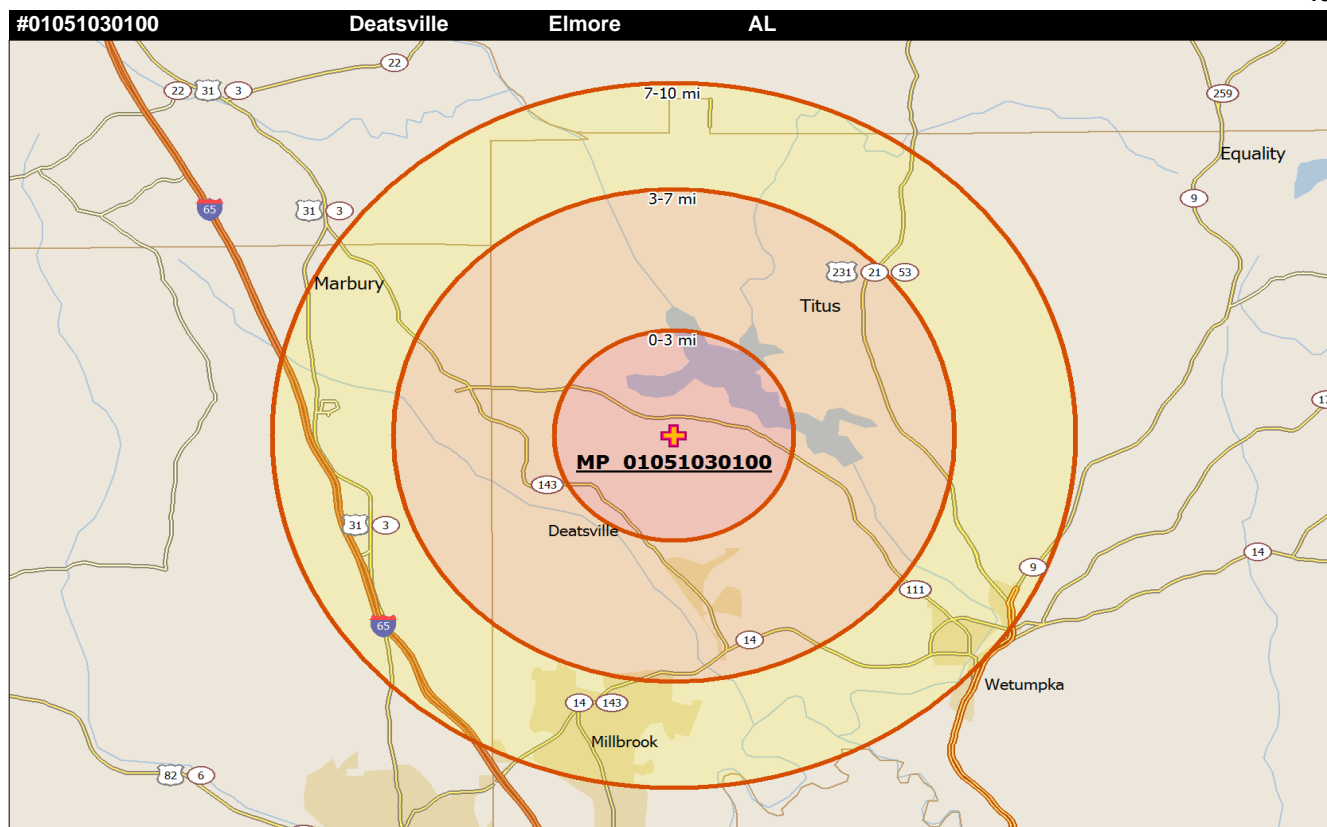 #01051030100 Deatsville Elmore AL
22
22 31 3
7-10 mi
259
Equality
3-7 mi
9
65
31 3
231 21 53
Marbury
Titus
0-3 mi
MP_01051030100
143
Deatsville
31 3
14
9
111
65
14
Wetumpka
14 143
Millbrook
82 6